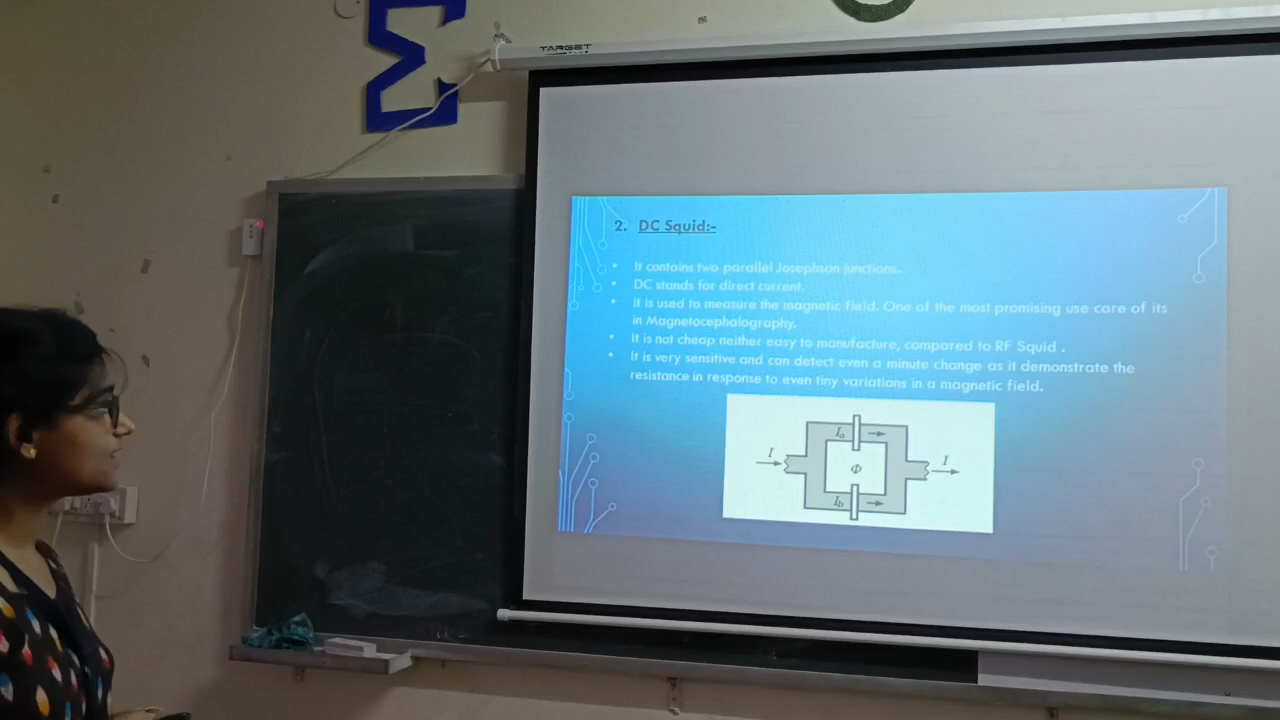 Σ
TARGET
2. DC Squid:-
• It contains two parallel Josephson junctions.
• DC stands for direct current.
• It is used to measure the magnetic field. One of the most promising use care of its
in Magnetocephalography.
• It is not cheap neither easy to manufacture, compared to RF Squid .
• It is very sensitive and can detect even a minute change as it demonstrate the
resistance in response to even tiny variations in a magnetic field.
Ia
I Φ I
Ib